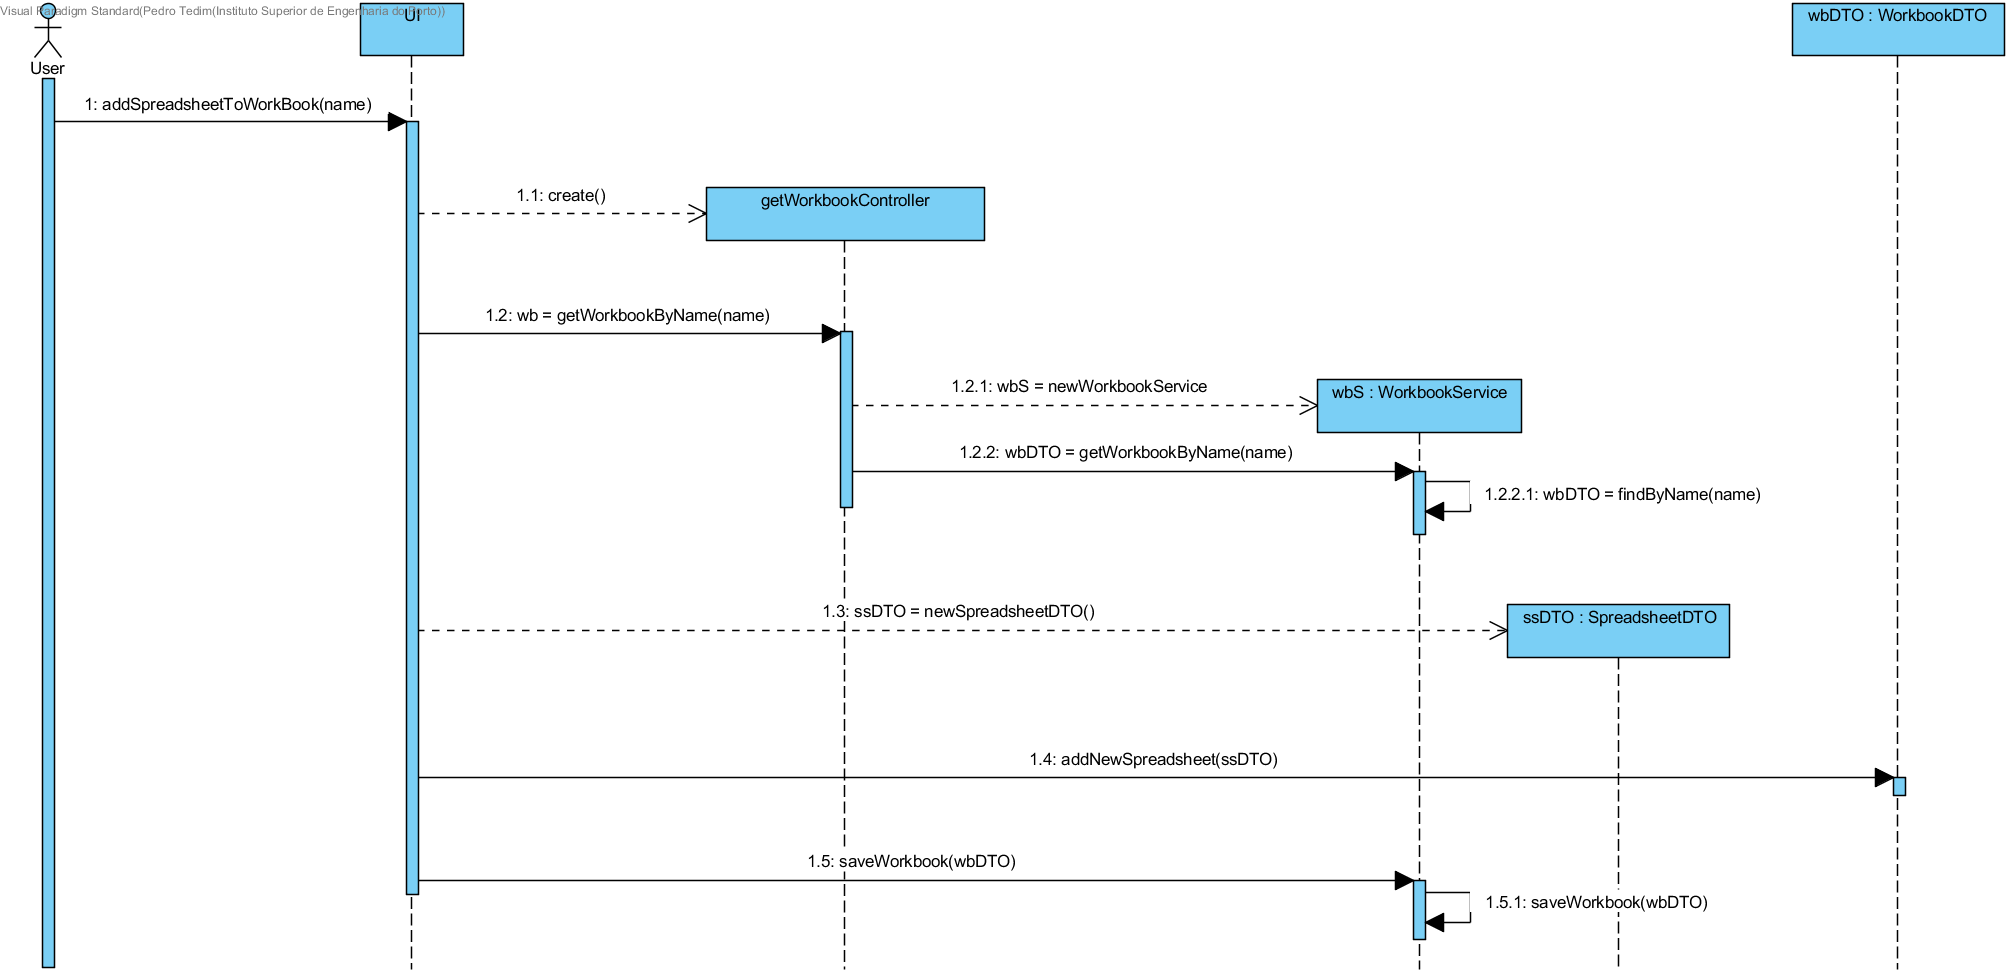 Visual Paradigm Standard(Pedro Tedim(Instituto Superior de Engenharia do Porto))
UI
wbDTO : WorkbookDTO
User
1: addSpreadsheetToWorkBook(name)
1.1: create()
getWorkbookController
1.2: wb = getWorkbookByName(name)
1.2.1: wbS = newWorkbookService
wbS : WorkbookService
1.2.2: wbDTO = getWorkbookByName(name)
1.2.2.1: wbDTO = findByName(name)
1.3: ssDTO = newSpreadsheetDTO()
ssDTO : SpreadsheetDTO
1.4: addNewSpreadsheet(ssDTO)
1.5: saveWorkbook(wbDTO)
1.5.1: saveWorkbook(wbDTO)